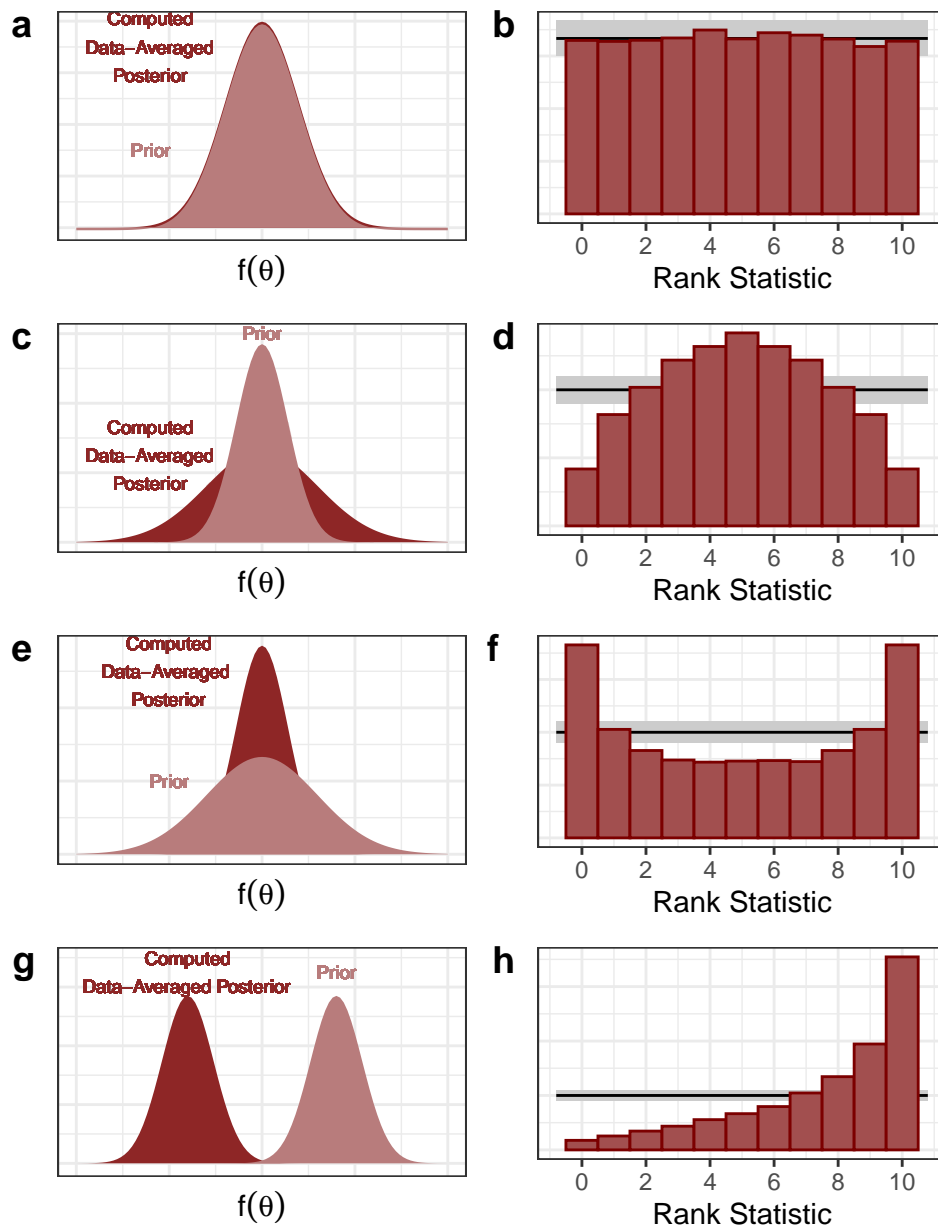 a
Computed
Data−Averaged
Posterior
Prior
f(θ)
b
0 2 4 6 8 10
Rank Statistic
c
Prior
Computed
Data−Averaged
Posterior
f(θ)
d
0 2 4 6 8 10
Rank Statistic
e
Computed
Data−Averaged
Posterior
Prior
f(θ)
f
0 2 4 6 8 10
Rank Statistic
g
Computed
Data−Averaged Posterior
Prior
f(θ)
h
0 2 4 6 8 10
Rank Statistic